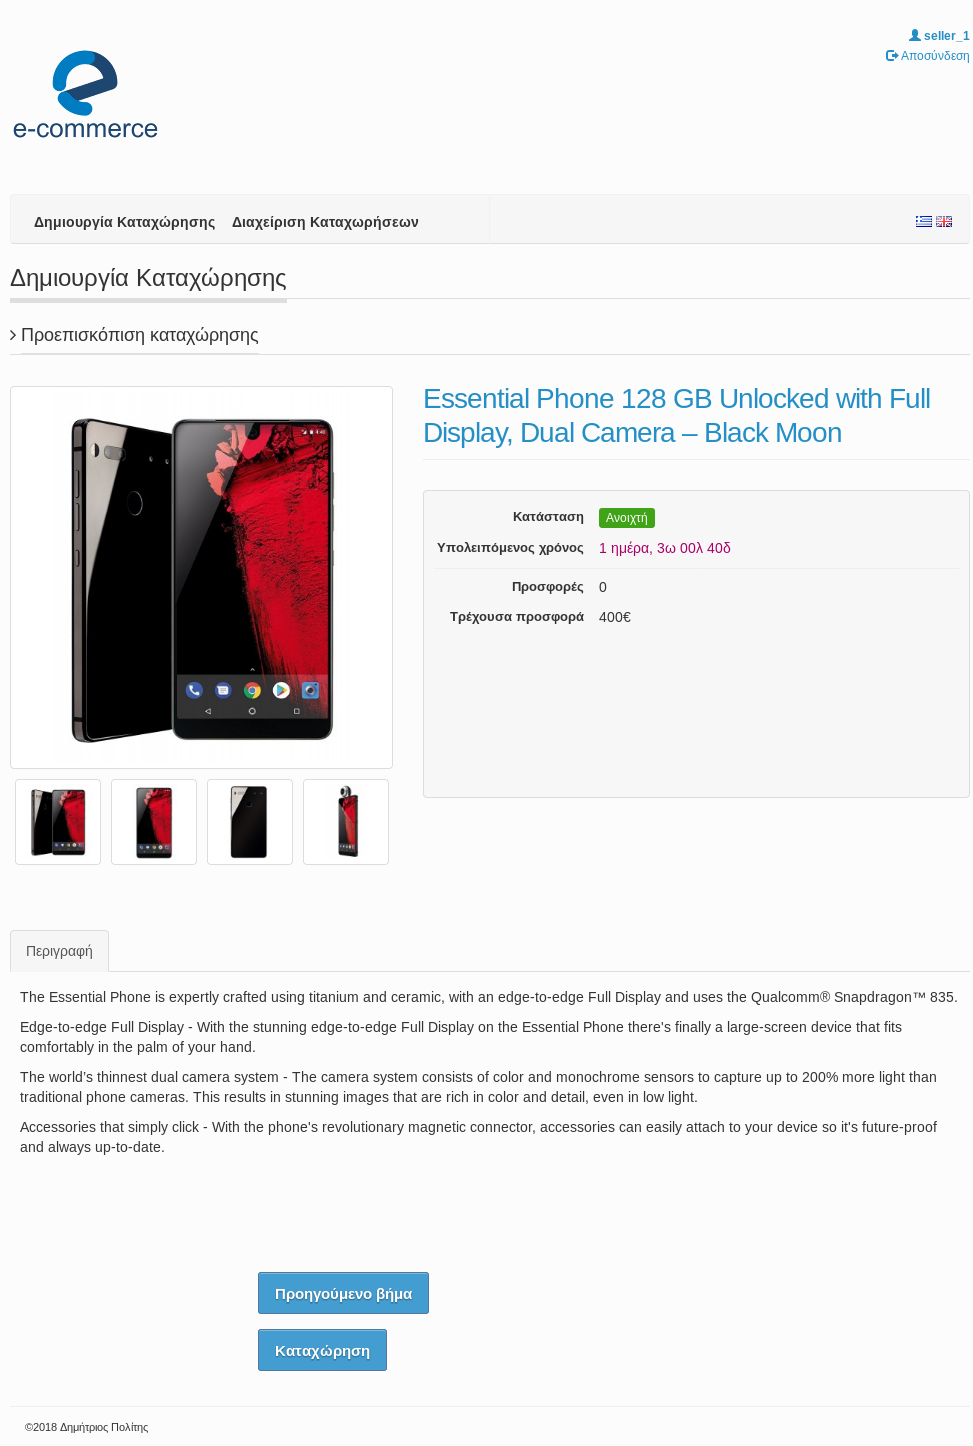 seller_1
Αποσύνδεση
e-commerce
Δημιουργία Καταχώρησης Διαχείριση Καταχωρήσεων
Δημιουργία Καταχώρησης
Προεπισκόπιση καταχώρησης
Essential Phone 128 GB Unlocked with Full
Display, Dual Camera – Black Moon
Κατάσταση Ανοιχτή
Υπολειπόμενος χρόνος 1 ημέρα, 3ω 00λ 40δ
Προσφορές 0
Τρέχουσα προσφορά 400€
Περιγραφή
The Essential Phone is expertly crafted using titanium and ceramic, with an edge-to-edge Full Display and uses the Qualcomm® Snapdragon™ 835.
Edge-to-edge Full Display - With the stunning edge-to-edge Full Display on the Essential Phone there's finally a large-screen device that fits
comfortably in the palm of your hand.
The world’s thinnest dual camera system - The camera system consists of color and monochrome sensors to capture up to 200% more light than
traditional phone cameras. This results in stunning images that are rich in color and detail, even in low light.
Accessories that simply click - With the phone's revolutionary magnetic connector, accessories can easily attach to your device so it's future-proof
and always up-to-date.
Προηγούμενο βήμα
Καταχώρηση
©2018 Δημήτριος Πολίτης